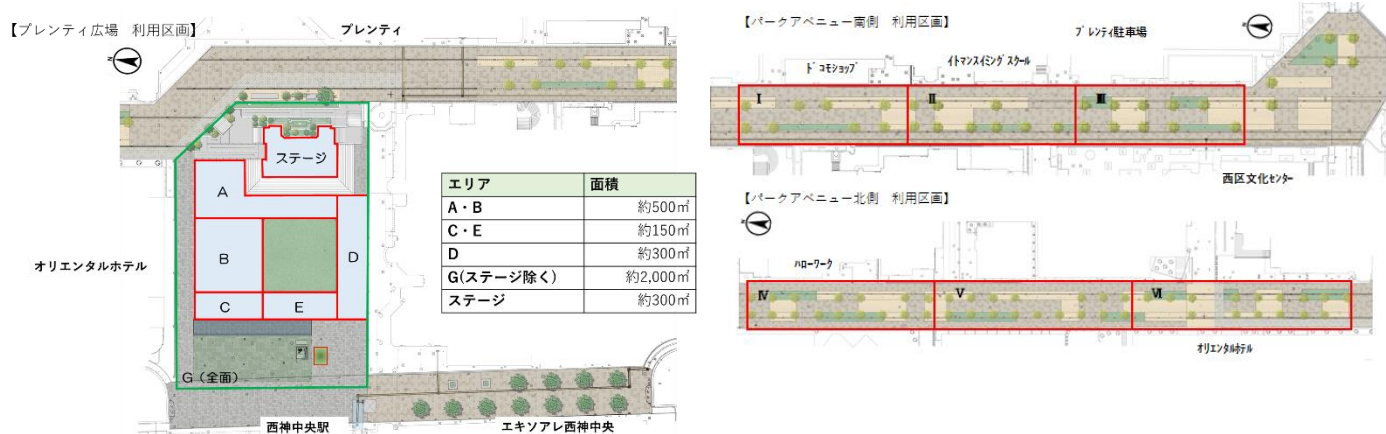 【プレンティ広場 利用区画】
プレンティ
N
ステージ
A
B
D
C
E
G(全面)
オリエンタルホテル
西神中央駅
エキソアレ西神中央
エリア 面積
A・B 約500㎡
C・E 約150㎡
D 約300㎡
G(ステージ除く) 約2,000㎡
ステージ 約300㎡
【パークアベニュー南側 利用区画】
N
プレンティ駐車場
ドコモショップ
イトマンスイミングスクール
Ⅰ
Ⅱ
Ⅲ
西区文化センター
【パークアベニュー北側 利用区画】
N
ハローワーク
Ⅳ
Ⅴ
Ⅵ
オリエンタルホテル